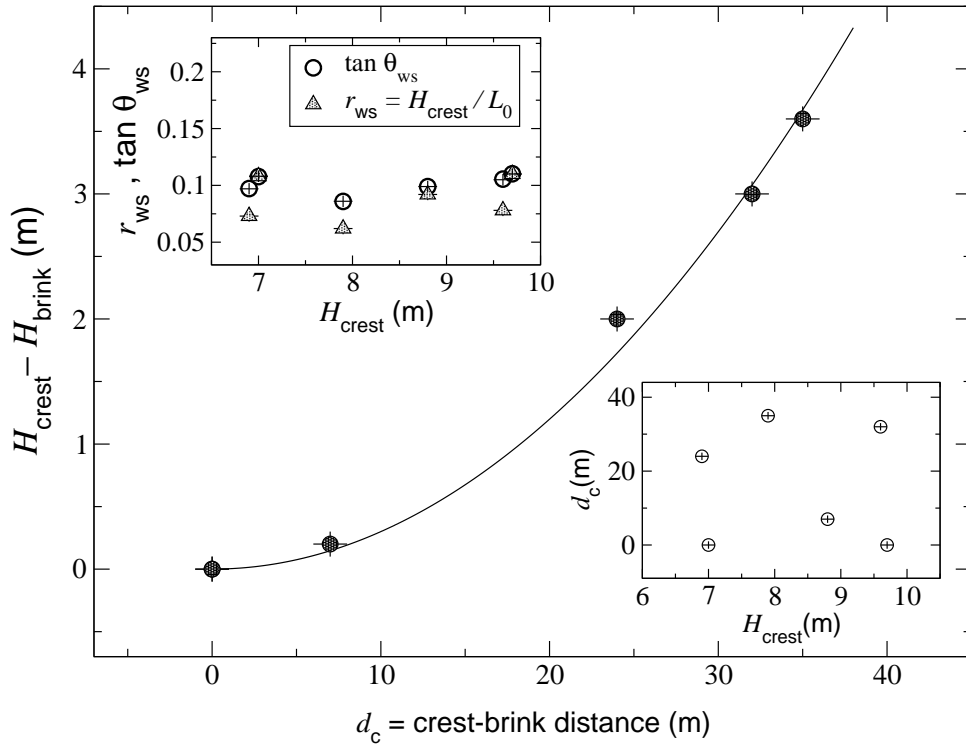 4
3
2
1
0
H_crest − H_brink (m)
0 10 20 30 40
d_c = crest-brink distance (m)
0.2
0.15
0.1
0.05
r_ws , tan θ_ws
tan θ_ws
r_ws = H_crest / L_0
7 8 9 10
H_crest (m)
40
20
0
d_c (m)
6 7 8 9 10
H_crest (m)